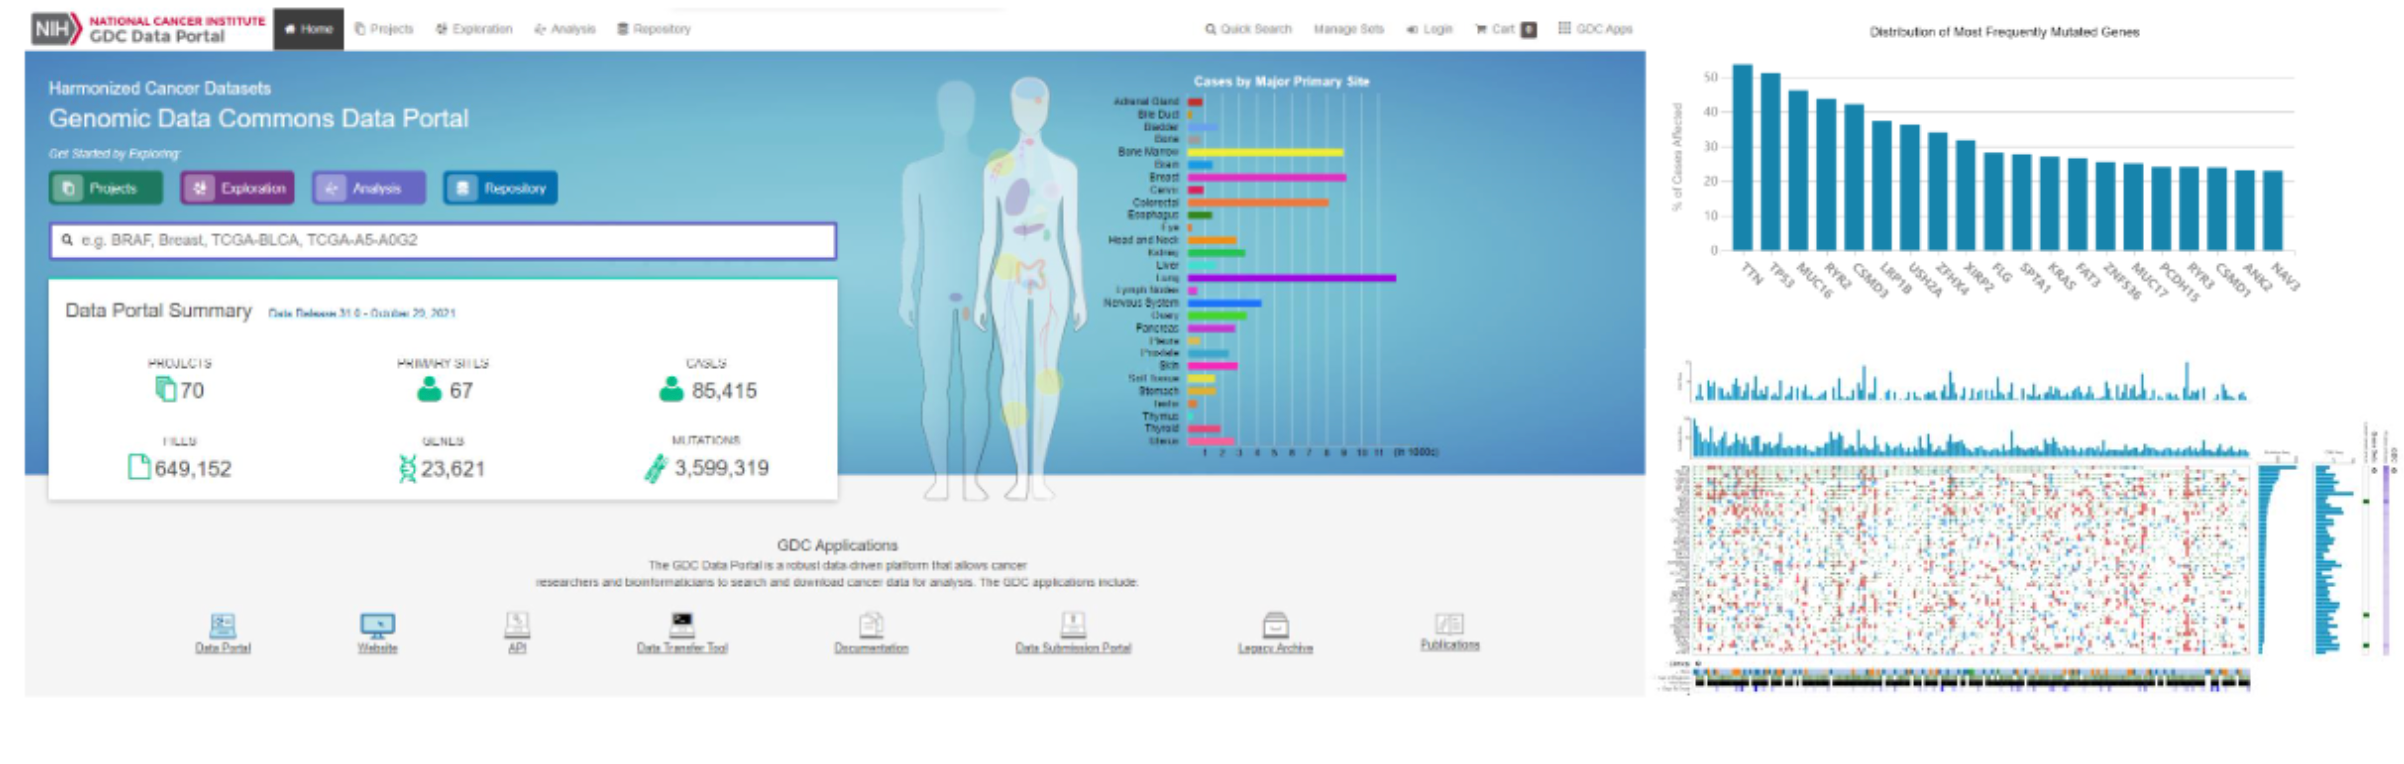 NIH NATIONAL CANCER INSTITUTE
GDC Data Portal
Home
Projects
Exploration
Analysis
Repository
Quick Search
Manage Sets
Login
Cart 0
GDC Apps
Harmonized Cancer Datasets
Genomic Data Commons Data Portal
Get Started by Exploring:
Projects
Exploration
Analysis
Repository
e.g. BRAF, Breast, TCGA-BLCA, TCGA-A5-A0G2
Data Portal Summary
Data Release 31.0 - October 29, 2021
PROJECTS
70
PRIMARY SITES
67
CASES
85,415
FILES
649,152
GENES
23,621
MUTATIONS
3,599,319
Cases by Major Primary Site
Adrenal Gland
Bile Duct
Bladder
Bone
Bone Marrow
Brain
Breast
Cervix
Colorectal
Esophagus
Eye
Head and Neck
Kidney
Liver
Lung
Lymph Nodes
Nervous System
Ovary
Pancreas
Pleura
Prostate
Skin
Soft Tissue
Stomach
Testis
Thymus
Thyroid
Uterus
1 2 3 4 5 6 7 8 9 10 11 (in 1000s)
GDC Applications
The GDC Data Portal is a robust data-driven platform that allows cancer
researchers and bioinformaticians to search and download cancer data for analysis. The GDC applications include:
Data Portal
Website
API
Data Transfer Tool
Documentation
Data Submission Portal
Legacy Archive
Publications
Distribution of Most Frequently Mutated Genes
% of Cases Affected
50
40
30
20
10
0
TTN
TP53
MUC16
RYR2
CSMD3
LRP1B
USH2A
ZFHX4
XIRP2
FLG
SPTA1
KRAS
FAT3
ZNF536
MUC17
PCDH15
RYR3
CSMD1
ANK2
NAV3